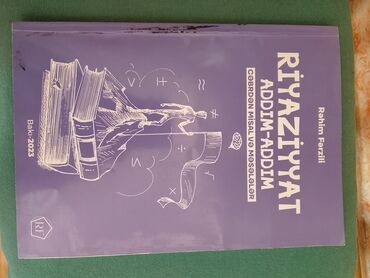 Rəhim Fərzili
RİYAZİYYAT
ADDIM-ADDIM
CƏBRDƏN MİSAL VƏ MƏSƏLƏLƏR
Bakı-2023